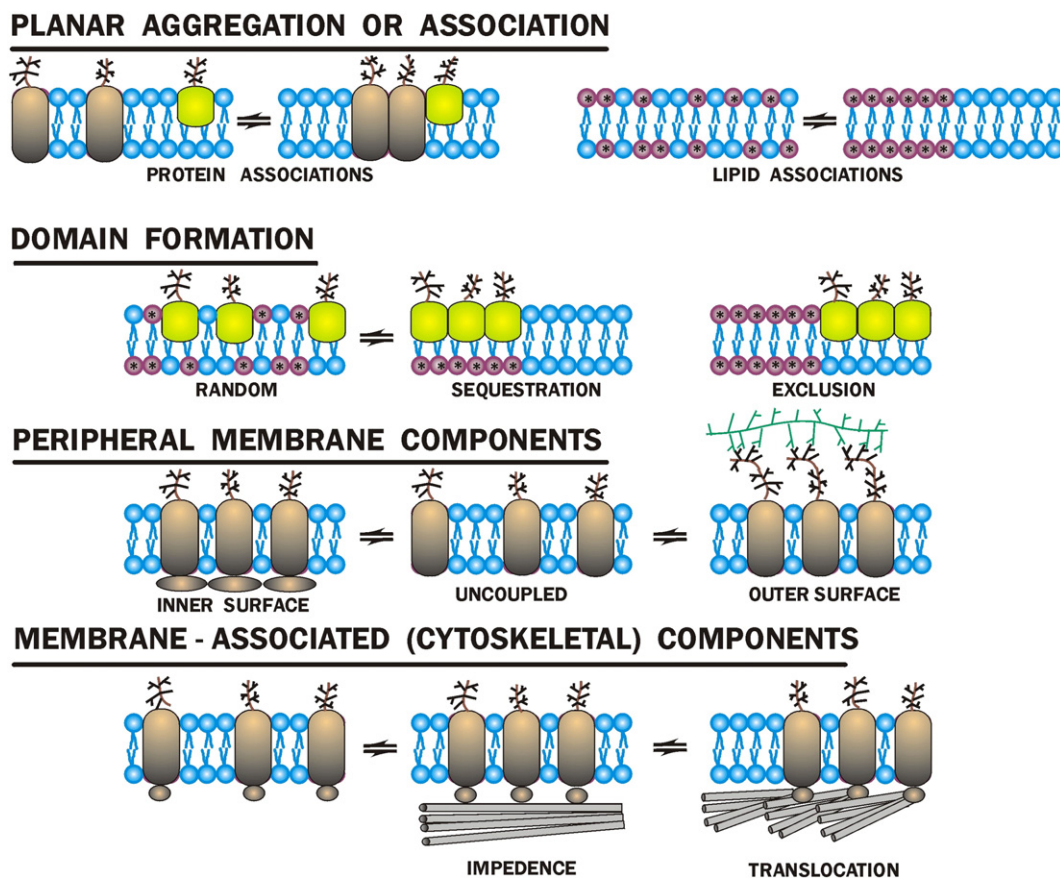 PLANAR AGGREGATION OR ASSOCIATION
PROTEIN ASSOCIATIONS
LIPID ASSOCIATIONS
DOMAIN FORMATION
RANDOM
SEQUESTRATION
EXCLUSION
PERIPHERAL MEMBRANE COMPONENTS
INNER SURFACE
UNCOUPLED
OUTER SURFACE
MEMBRANE - ASSOCIATED (CYTOSKELETAL) COMPONENTS
IMPEDENCE
TRANSLOCATION